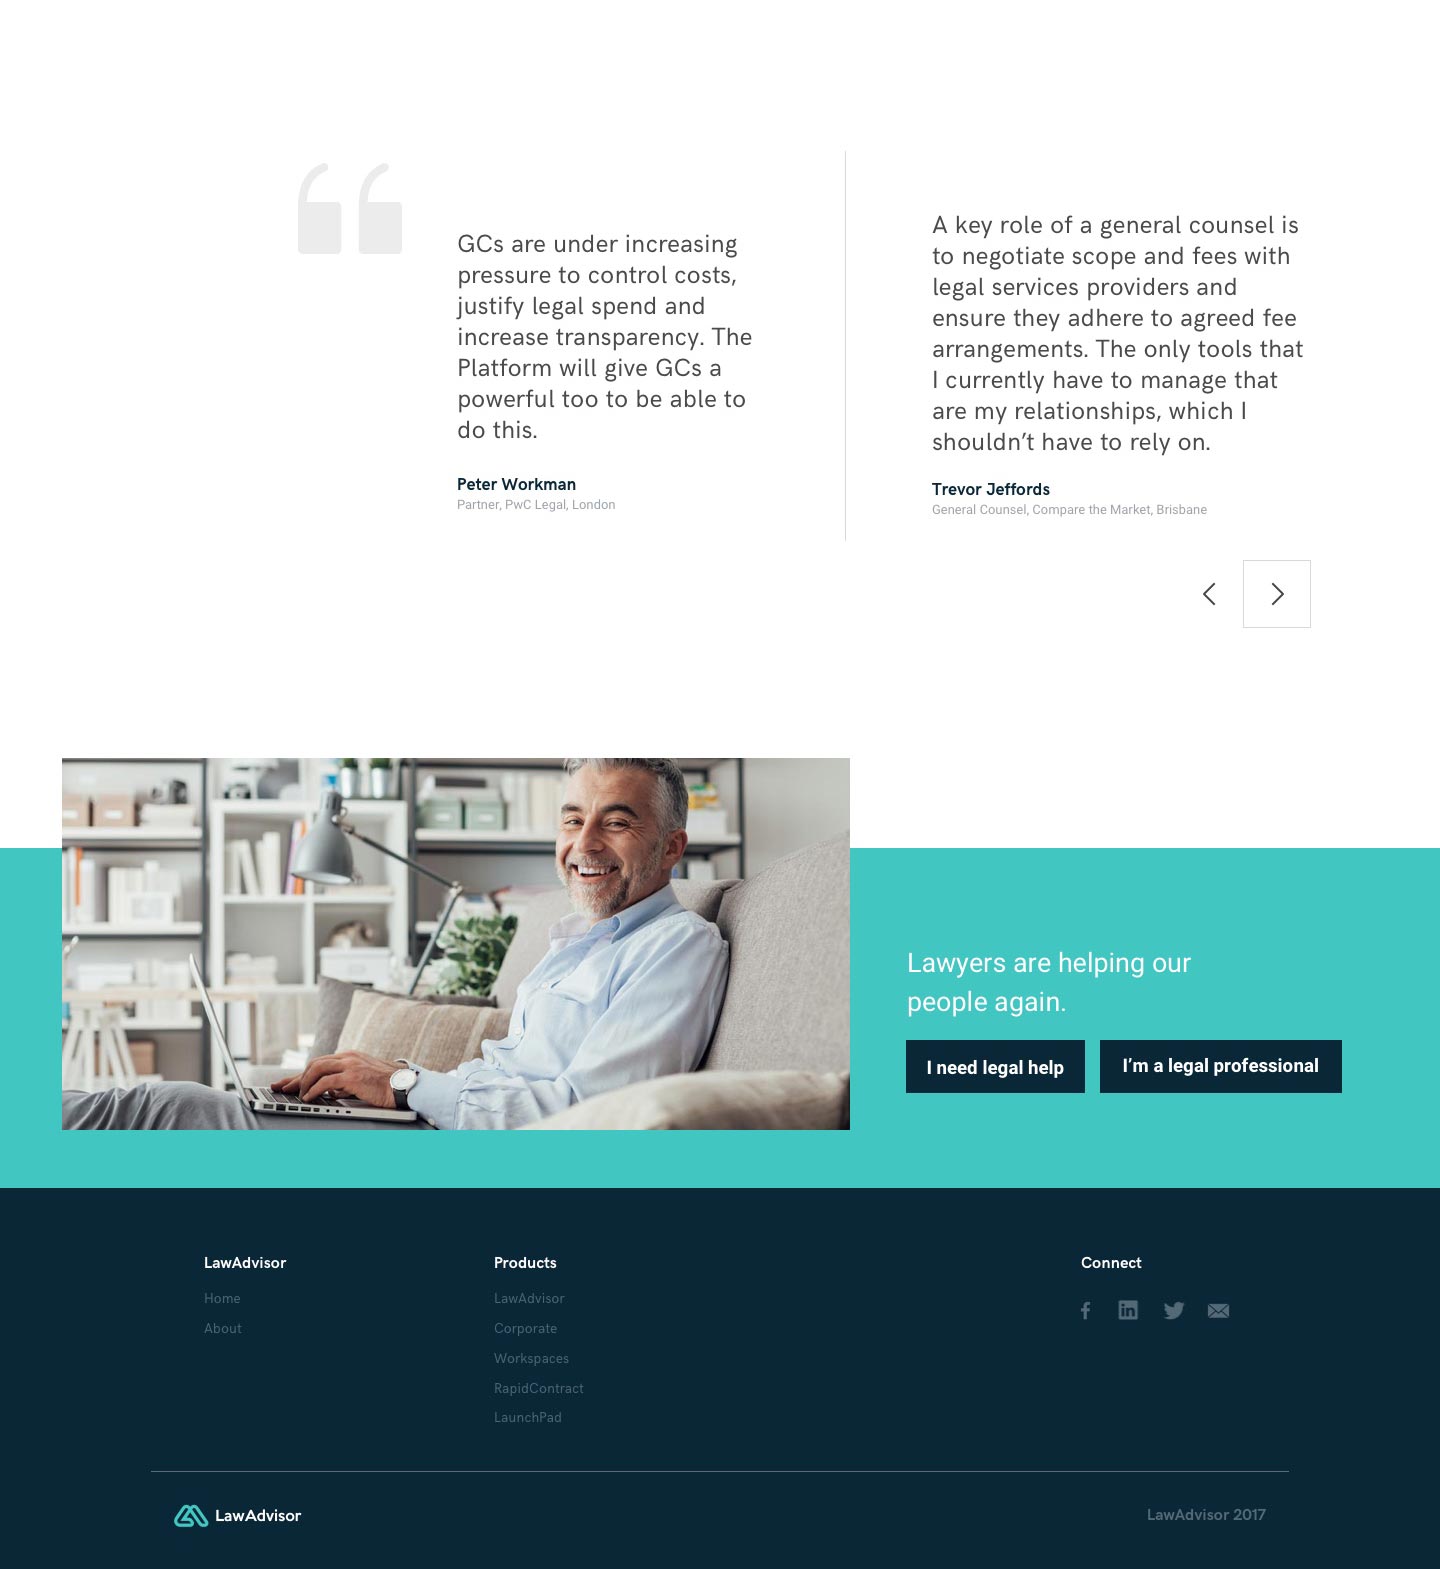 GCs are under increasing
pressure to control costs,
justify legal spend and
increase transparency. The
Platform will give GCs a
powerful too to be able to
do this.
Peter Workman
Partner, PwC Legal, London
A key role of a general counsel is
to negotiate scope and fees with
legal services providers and
ensure they adhere to agreed fee
arrangements. The only tools that
I currently have to manage that
are my relationships, which I
shouldn’t have to rely on.
Trevor Jeffords
General Counsel, Compare the Market, Brisbane
Lawyers are helping our
people again.
I need legal help
I’m a legal professional
LawAdvisor
Home
About
Products
LawAdvisor
Corporate
Workspaces
RapidContract
LaunchPad
Connect
LawAdvisor
LawAdvisor 2017